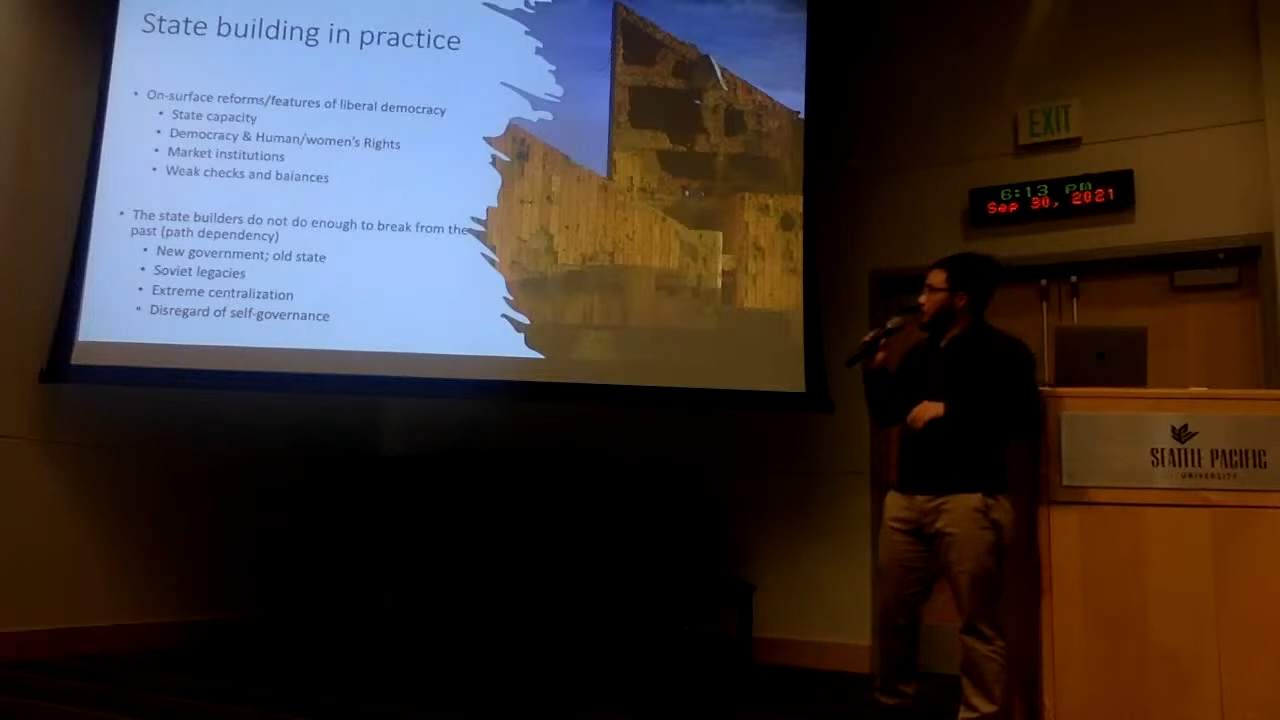 State building in practice
• On-surface reforms/features of liberal democracy
• State capacity
• Democracy & Human/women's Rights
• Market institutions
• Weak checks and balances
• The state builders do not do enough to break from the
past (path dependency)
• New government; old state
• Soviet legacies
• Extreme centralization
• Disregard of self-governance
EXIT
6:13 pm
Sep 30, 2021
SEATTLE PACIFIC
UNIVERSITY